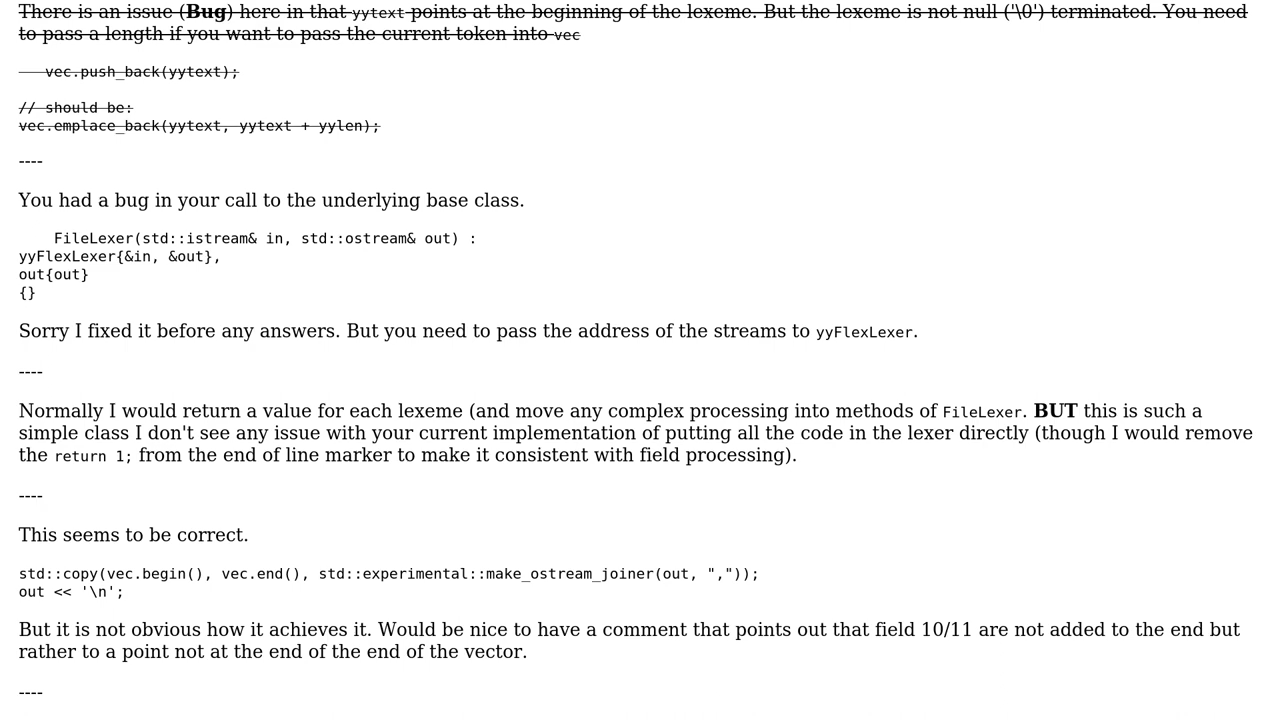 There is an issue (Bug) here in that yytext points at the beginning of the lexeme. But the lexeme is not null ('\0') terminated. You need
to pass a length if you want to pass the current token into vec
vec.push_back(yytext);
// should be:
vec.emplace_back(yytext, yytext + yylen);
----
You had a bug in your call to the underlying base class.
FileLexer(std::istream& in, std::ostream& out) :
yyFlexLexer{&in, &out},
out{out}
{}
Sorry I fixed it before any answers. But you need to pass the address of the streams to yyFlexLexer.
----
Normally I would return a value for each lexeme (and move any complex processing into methods of FileLexer. BUT this is such a
simple class I don't see any issue with your current implementation of putting all the code in the lexer directly (though I would remove
the return 1; from the end of line marker to make it consistent with field processing).
----
This seems to be correct.
std::copy(vec.begin(), vec.end(), std::experimental::make_ostream_joiner(out, ","));
out << '\n';
But it is not obvious how it achieves it. Would be nice to have a comment that points out that field 10/11 are not added to the end but
rather to a point not at the end of the end of the vector.
----